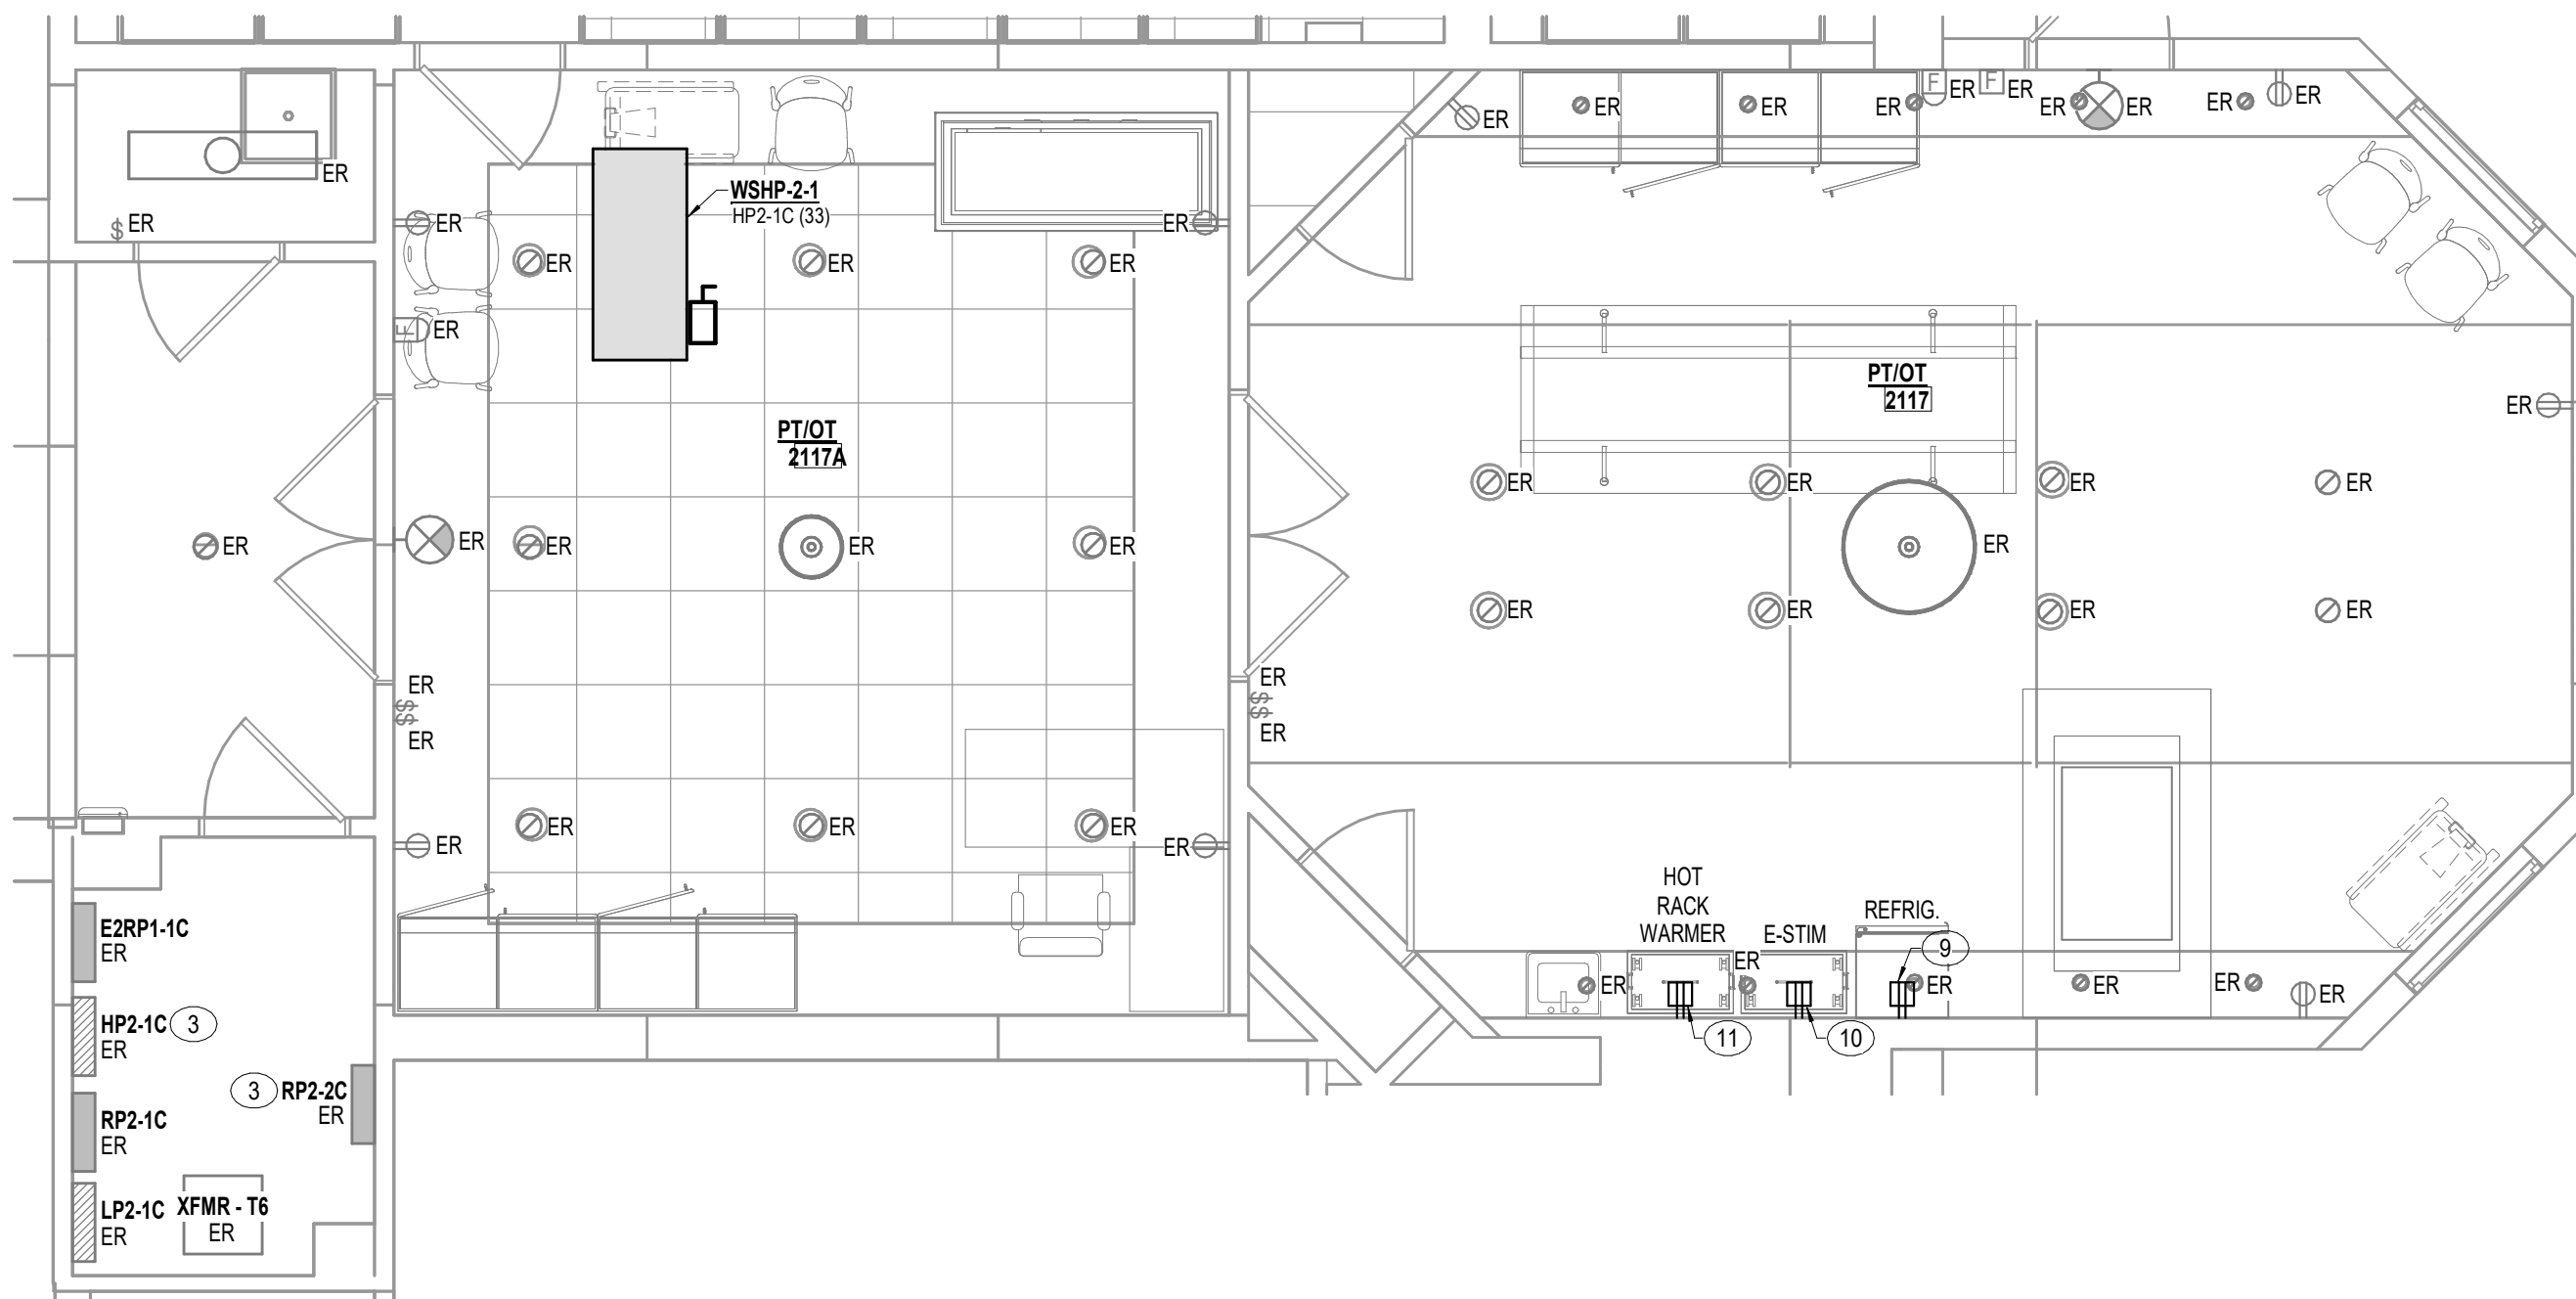 F ER F ER
ER ER ER ER ER ER ER ER
ER
$ ER
WSHP-2-1
HP2-1C (33)
ER ER
ER ER ER
F ER
PT/OT
2117
ER
PT/OT
2117A
ER ER ER ER
ER ER ER ER ER ER
ER ER ER ER
ER ER
$$ $$
ER ER
ER ER ER
ER ER
HOT
RACK
WARMER
E-STIM
REFRIG.
9
ER ER ER ER ER ER
11
10
E2RP1-1C
ER
HP2-1C 3
ER
3 RP2-2C
ER
RP2-1C
ER
LP2-1C
ER
XFMR - T6
ER